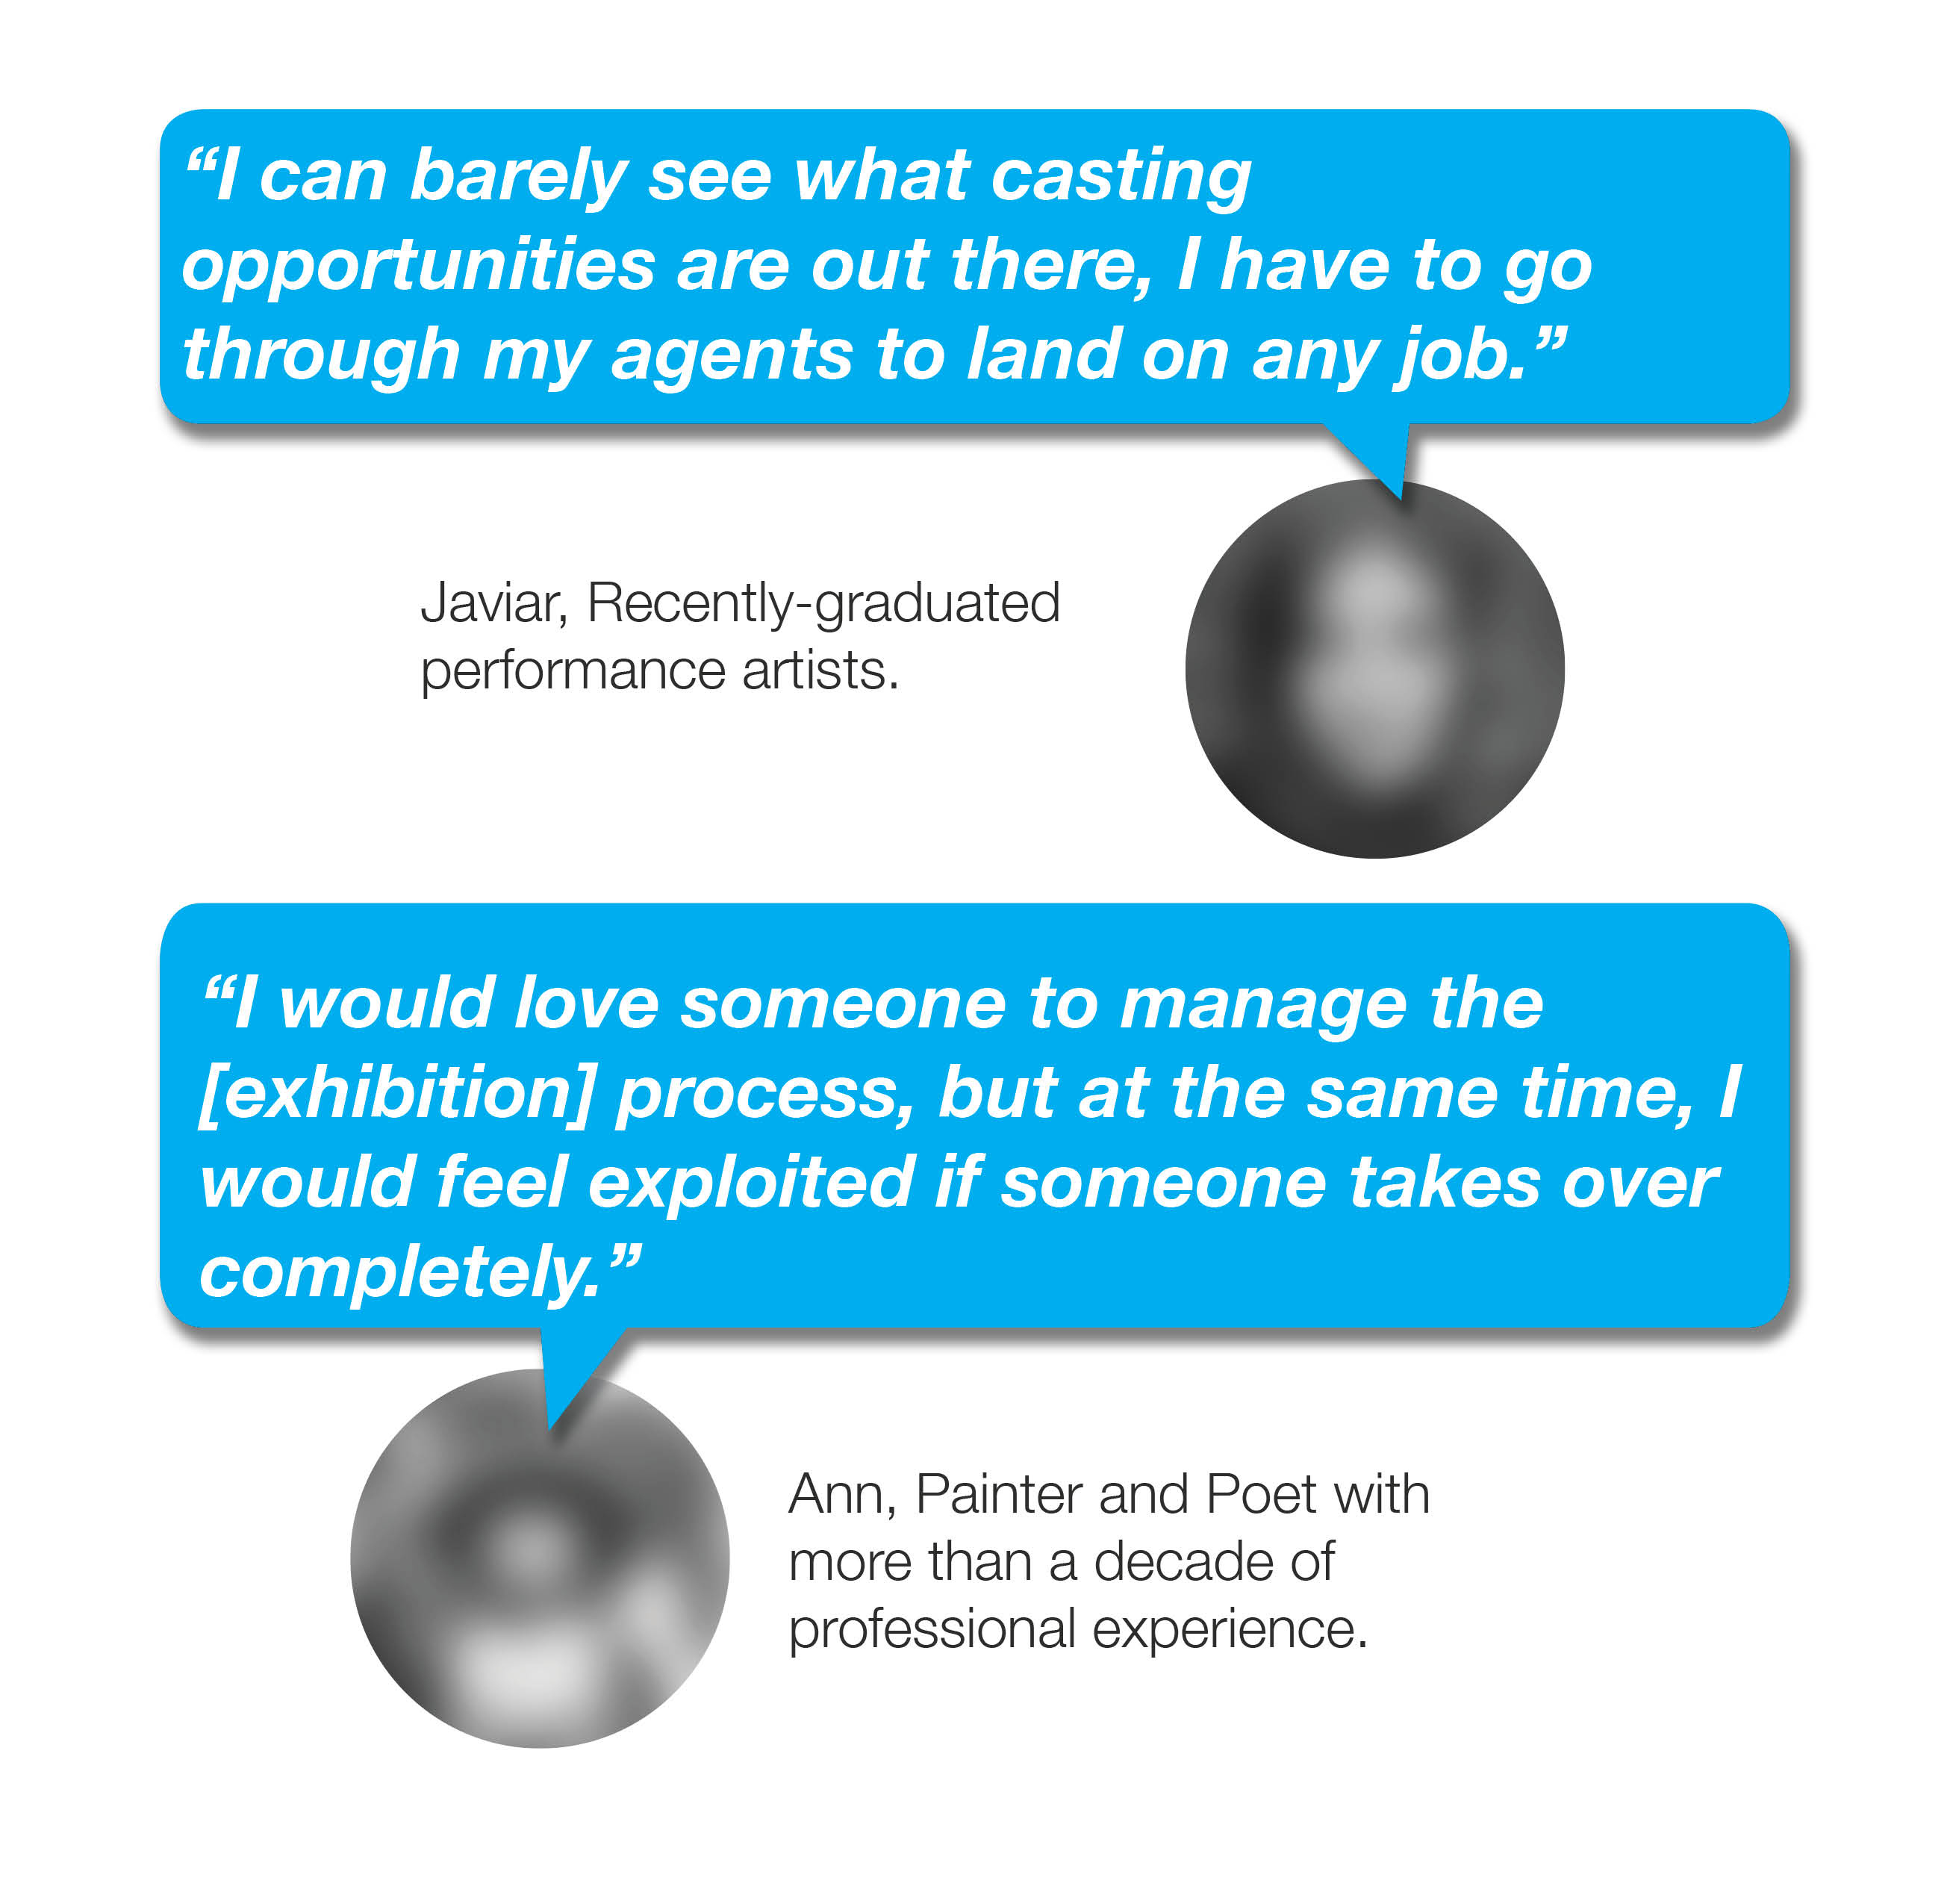 “I can barely see what casting
opportunities are out there, I have to go
through my agents to land on any job.”
Javiar, Recently-graduated
performance artists.
“I would love someone to manage the
[exhibition] process, but at the same time, I
would feel exploited if someone takes over
completely.”
Ann, Painter and Poet with
more than a decade of
professional experience.